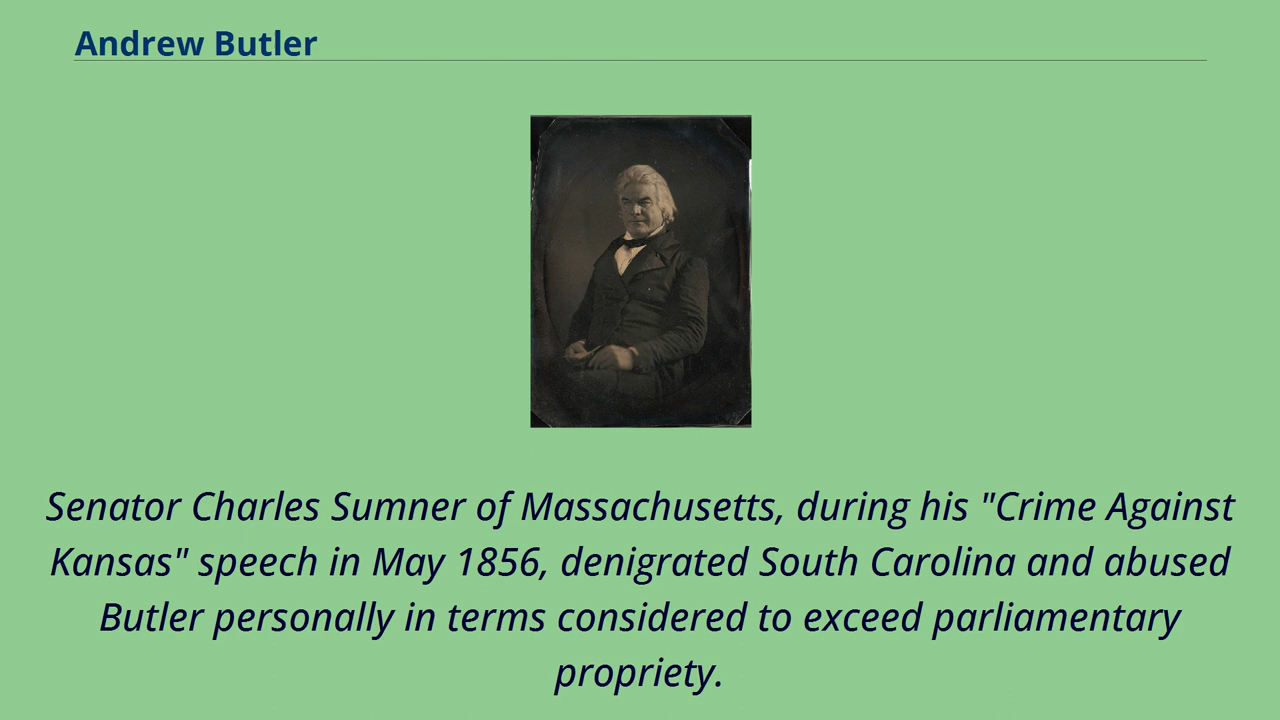 Andrew Butler
Senator Charles Sumner of Massachusetts, during his "Crime Against
Kansas" speech in May 1856, denigrated South Carolina and abused
Butler personally in terms considered to exceed parliamentary
propriety.